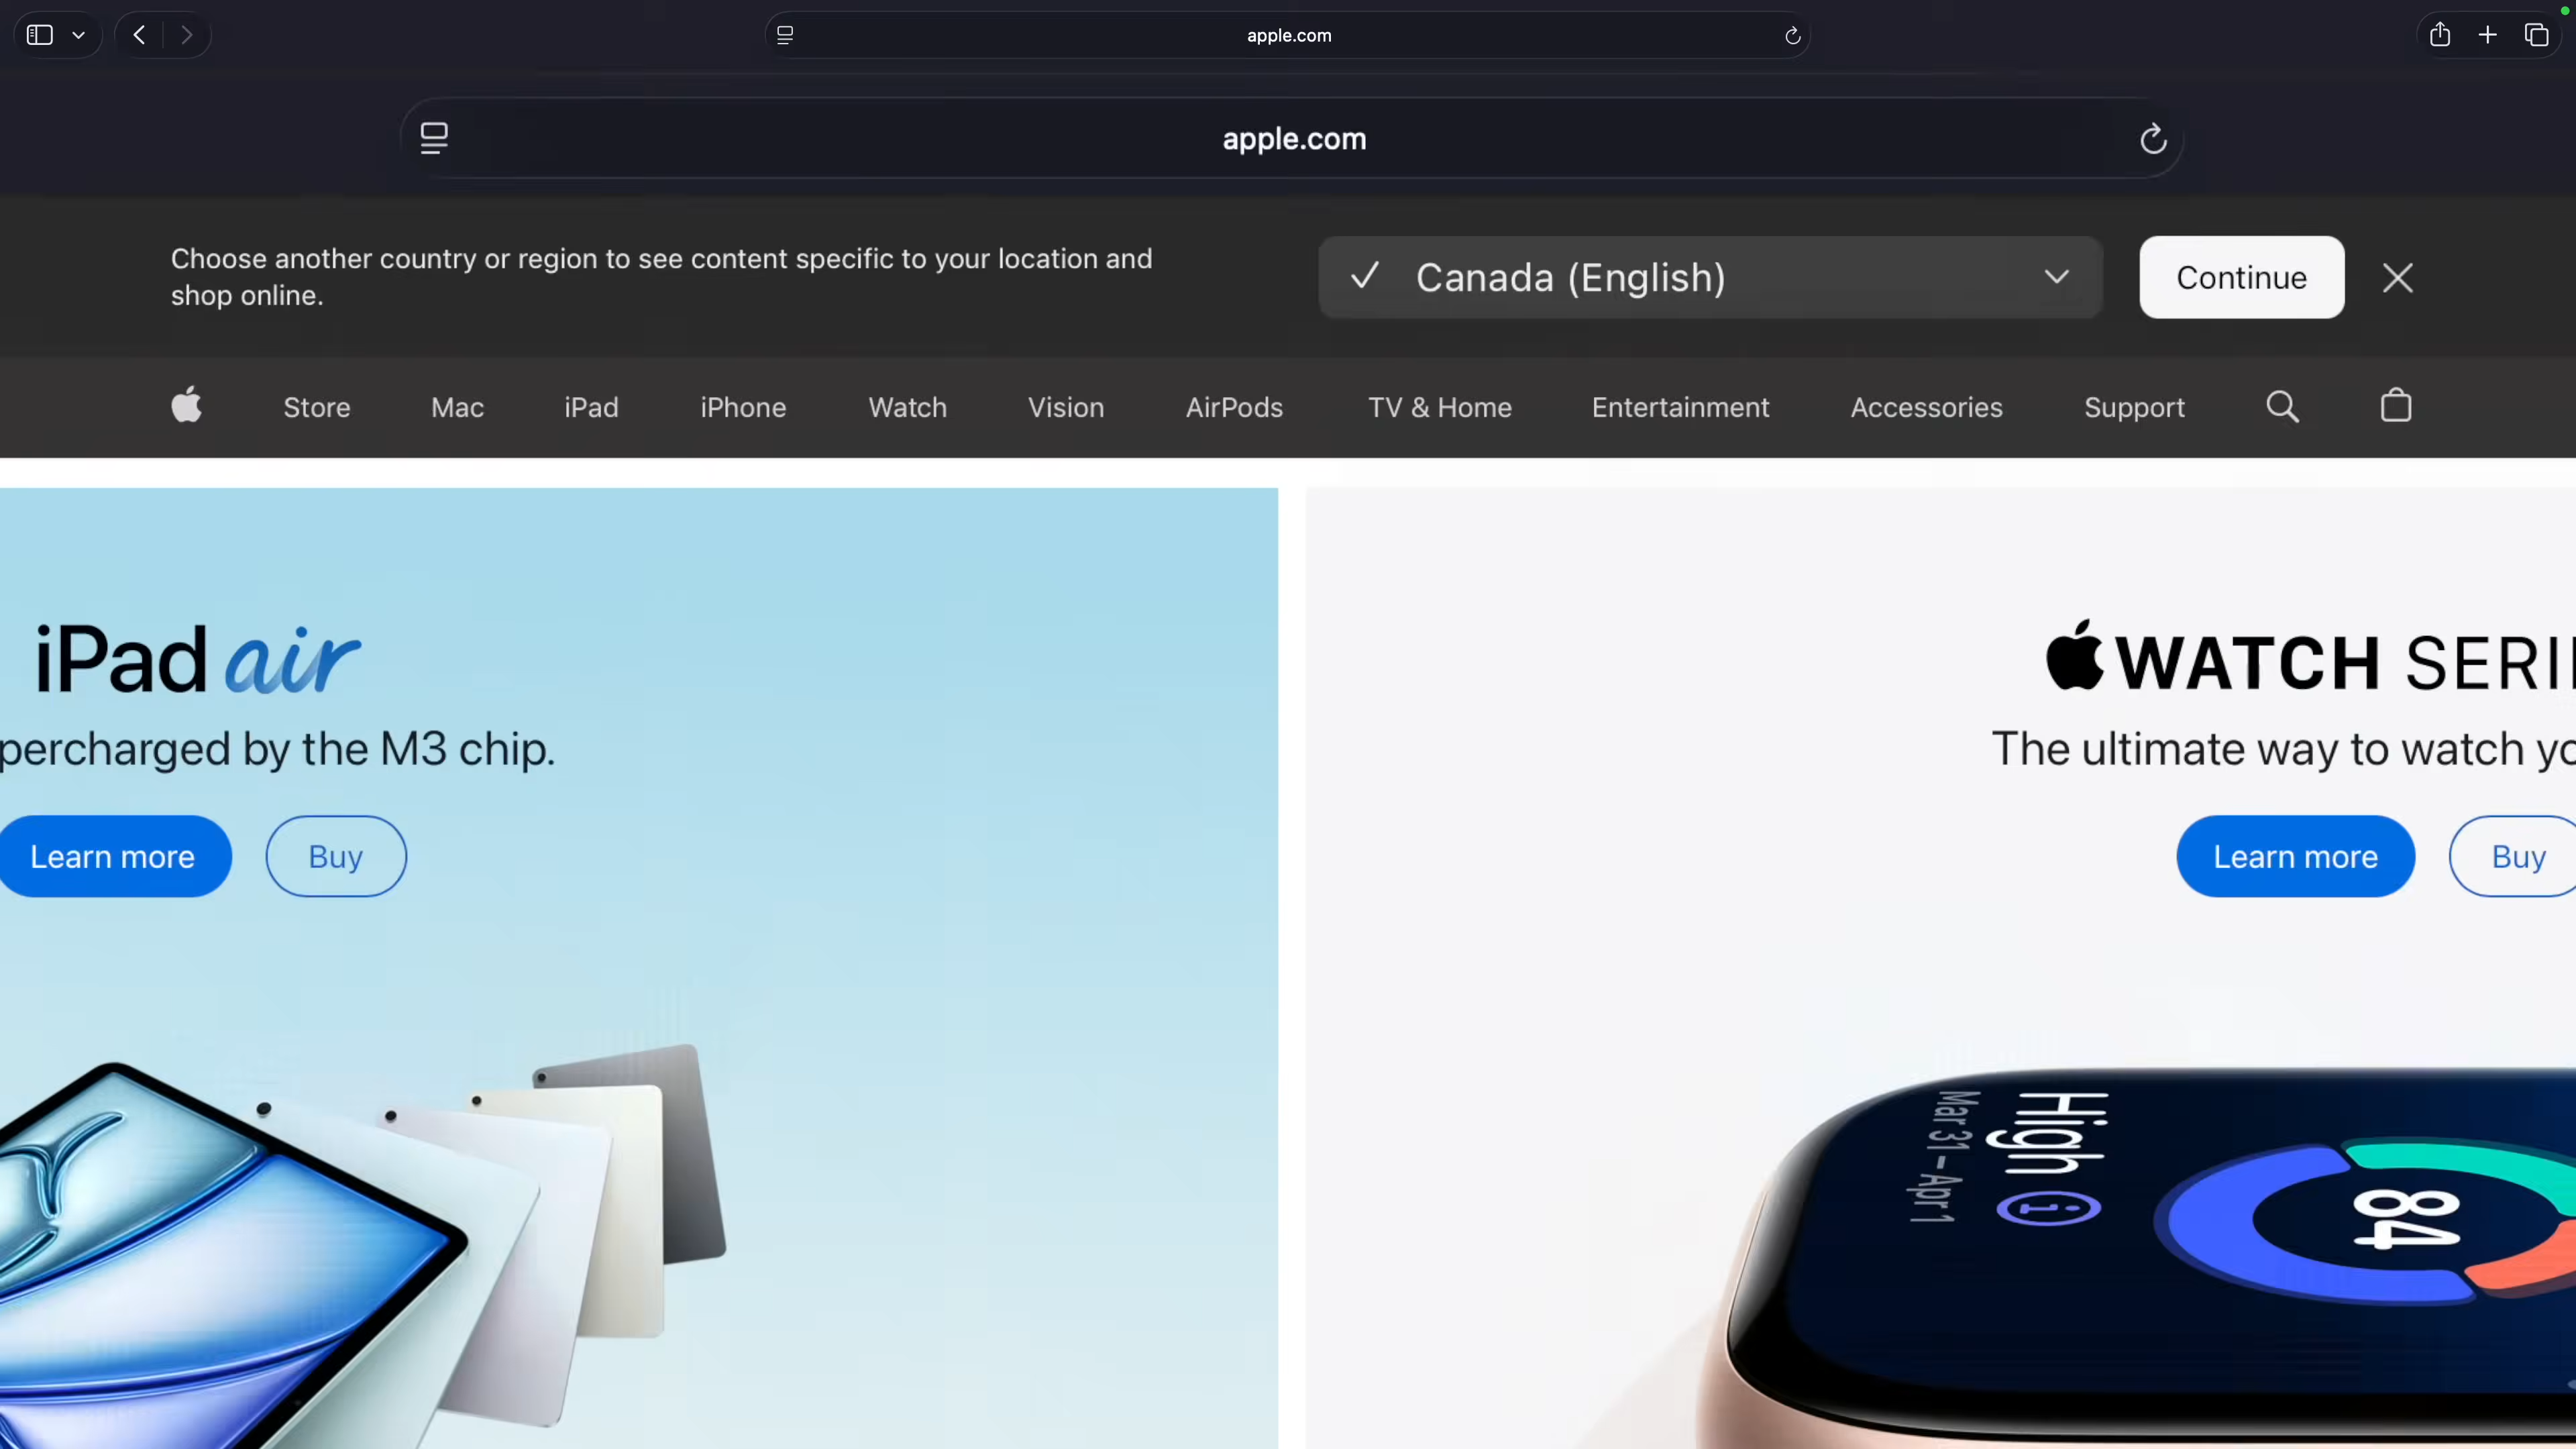 apple.com
apple.com
Choose another country or region to see content specific to your location and
shop online.
Canada (English)
Continue
Store Mac iPad iPhone Watch Vision AirPods TV & Home Entertainment Accessories Support
iPad air
percharged by the M3 chip.
Learn more Buy
WATCH SERI
The ultimate way to watch yo
Learn more Buy
High
Mar 31 – Apr 1
84